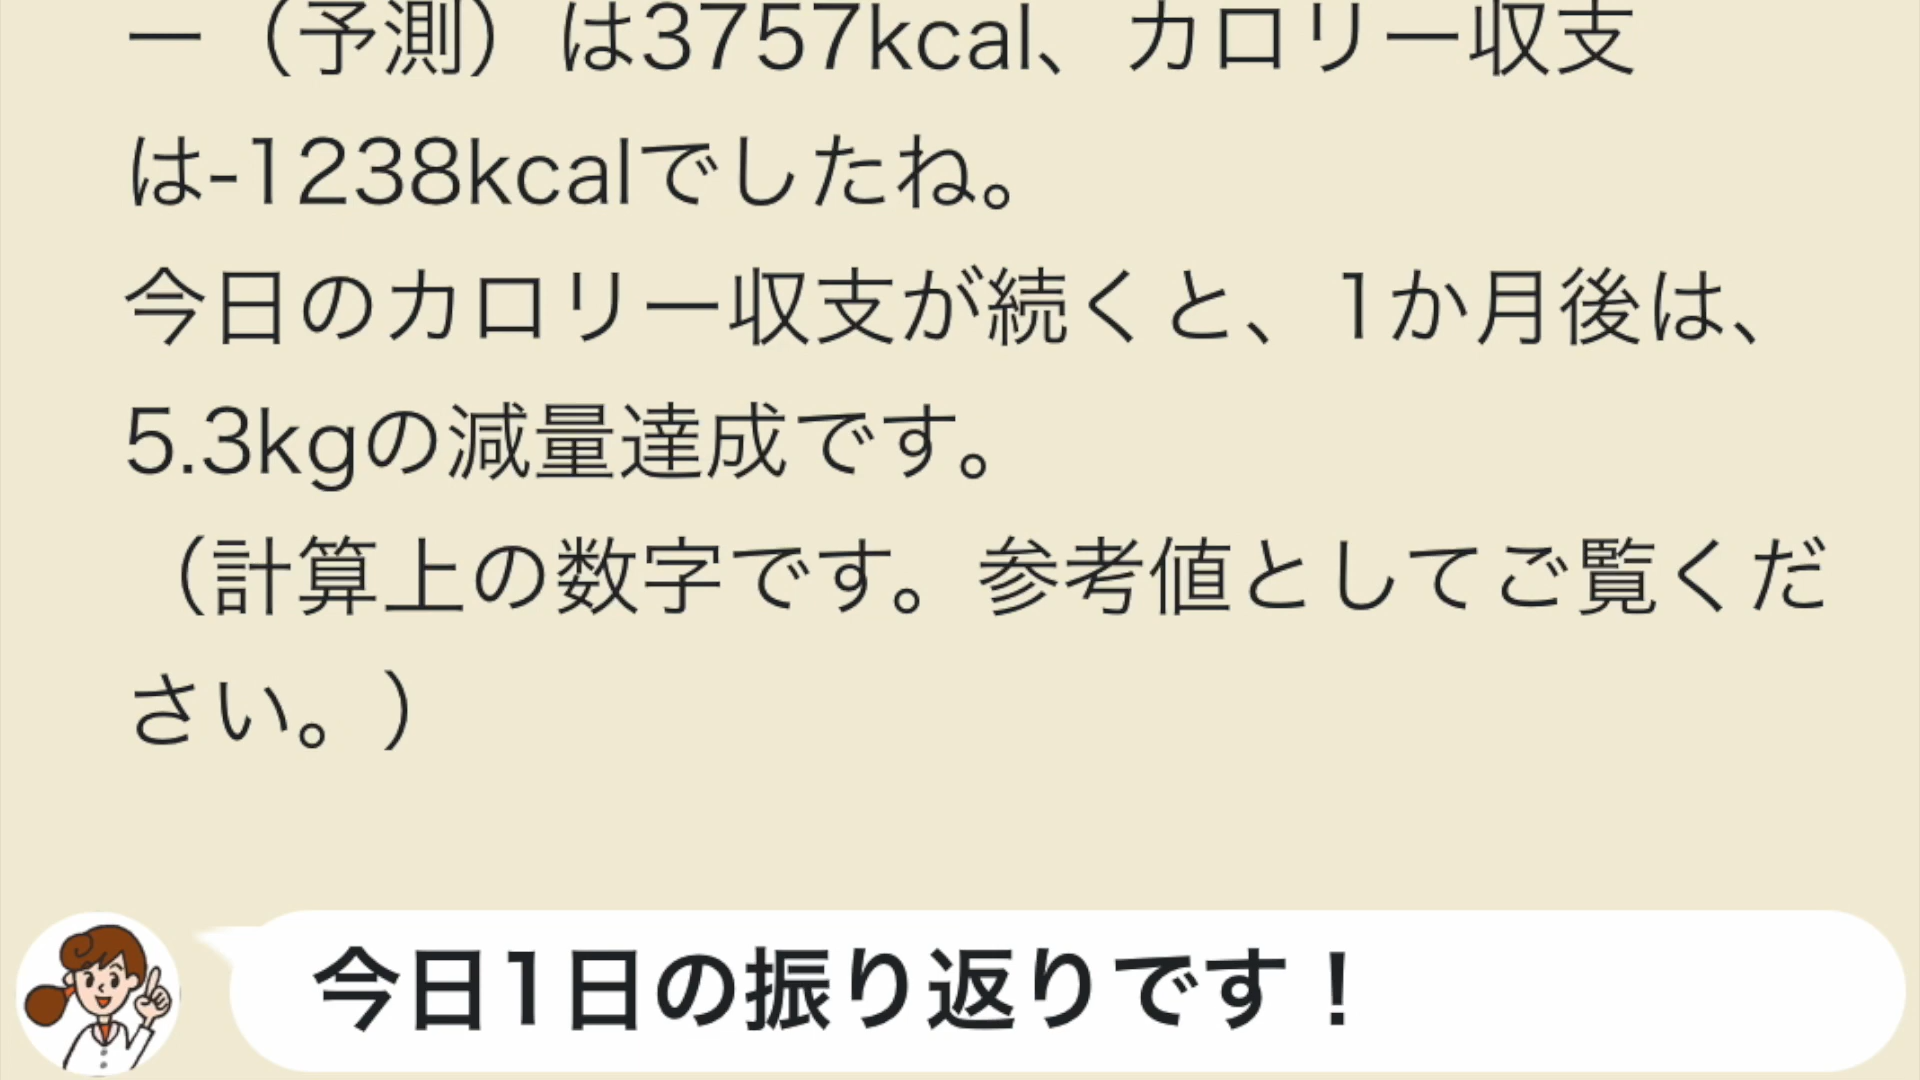 ー（予測）は3757kcal、カロリー収支
は-1238kcalでしたね。
今日のカロリー収支が続くと、1か月後は、
5.3kgの減量達成です。
（計算上の数字です。参考値としてご覧くだ
さい。）
今日1日の振り返りです！